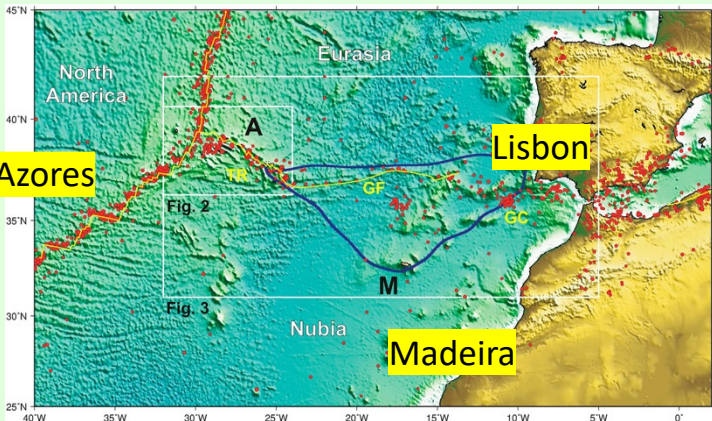 45°N
Eurasia
North
America
40°N
A
Lisbon
Azores
TR
GF
35°N
Fig. 2
GC
M
Fig. 3
30°N
Nubia
Madeira
25°N
40°W
35°W
30°W
25°W
20°W
15°W
10°W
5°W
0°